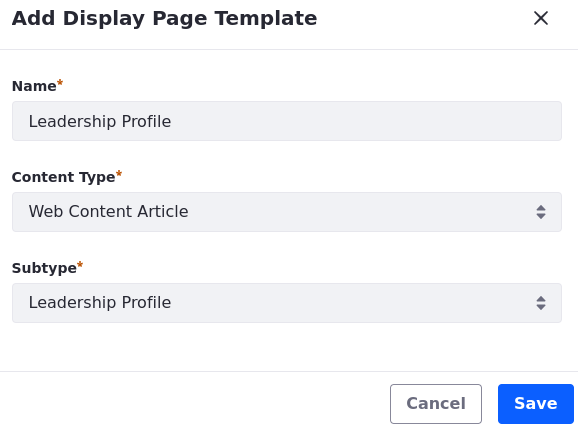 Add Display Page Template
Name*
Leadership Profile
Content Type*
Web Content Article
Subtype*
Leadership Profile
Cancel Save